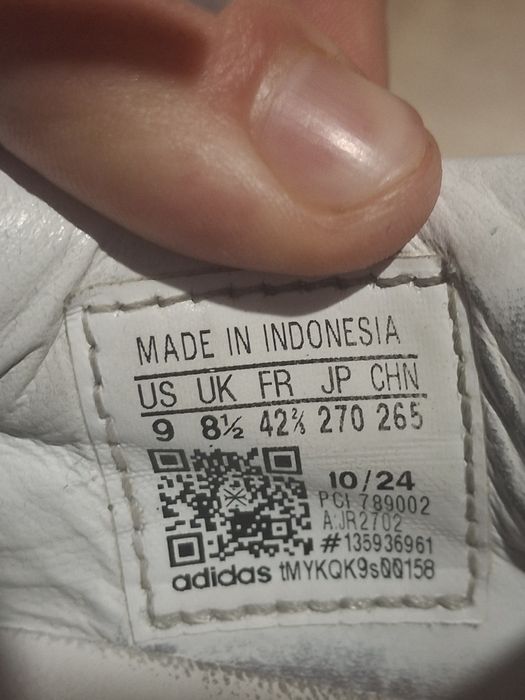 MADE IN INDONESIA
US UK FR JP CHN
9 8½ 42⅔ 270 265
10/24
PCI 789002
A:JR2702
#135936961
adidas tMYKQK9s00158